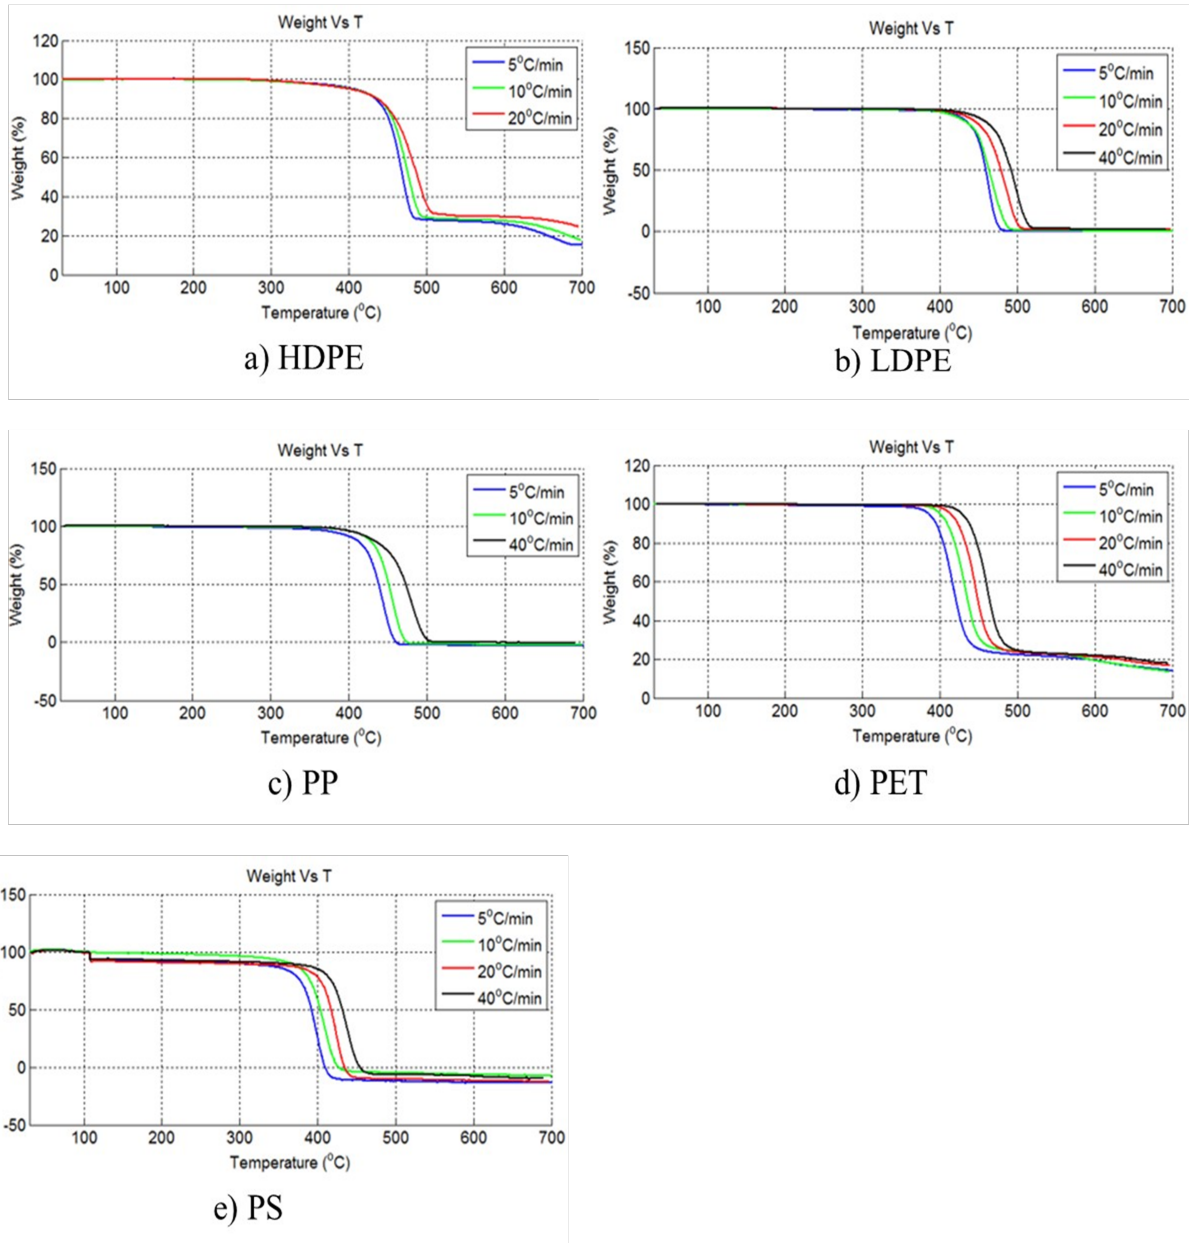 Weight Vs T
120
100
80
60
40
20
0
Weight (%)
5°C/min
10°C/min
20°C/min
100 200 300 400 500 600 700
Temperature (°C)
a) HDPE
Weight Vs T
150
100
50
0
-50
Weight (%)
5°C/min
10°C/min
20°C/min
40°C/min
100 200 300 400 500 600 700
Temperature (°C)
b) LDPE
Weight Vs T
150
100
50
0
-50
Weight (%)
5°C/min
10°C/min
40°C/min
100 200 300 400 500 600 700
Temperature (°C)
c) PP
Weight Vs T
120
100
80
60
40
20
0
Weight (%)
5°C/min
10°C/min
20°C/min
40°C/min
100 200 300 400 500 600 700
Temperature (°C)
d) PET
Weight Vs T
150
100
50
0
-50
5°C/min
10°C/min
20°C/min
40°C/min
100 200 300 400 500 600 700
Temperature (°C)
e) PS